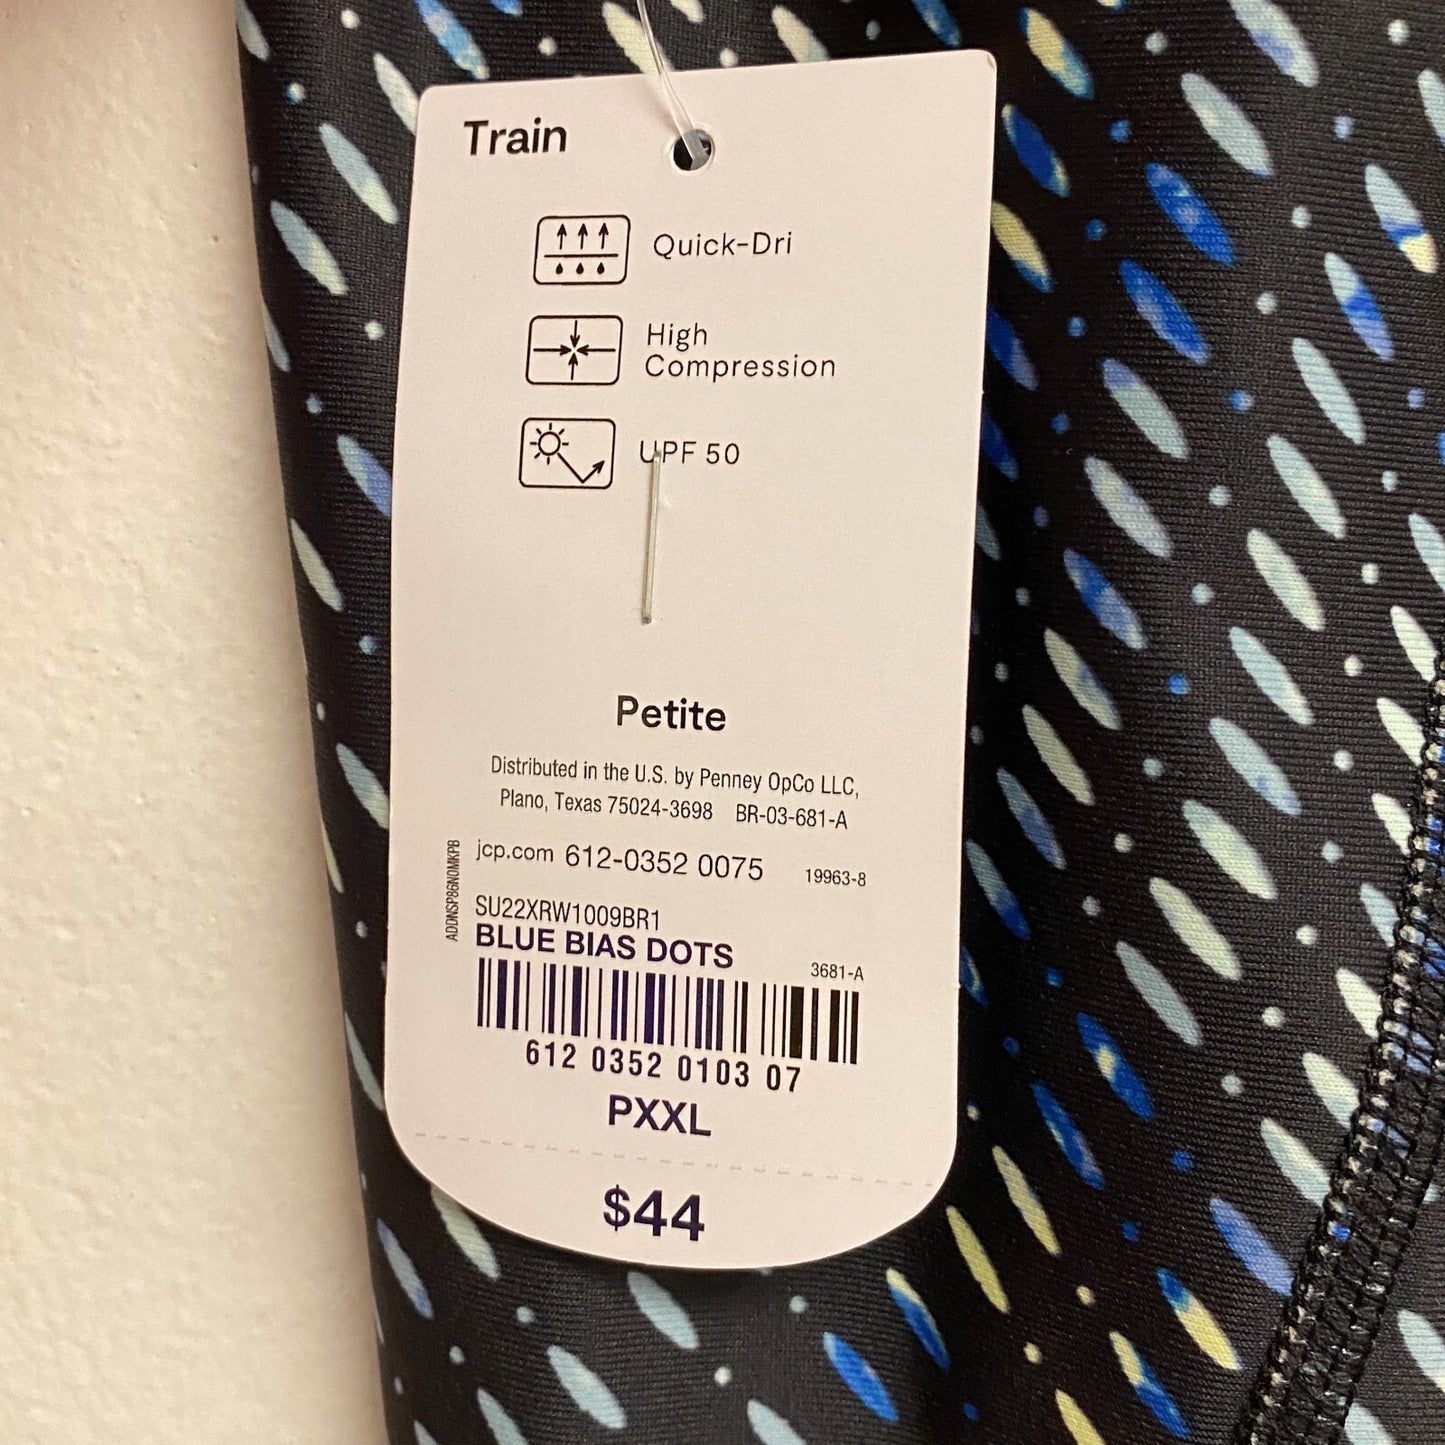 Train
Quick-Dri
High
Compression
UPF 50
Petite
Distributed in the U.S. by Penney OpCo LLC,
Plano, Texas 75024-3698 BR-03-681-A
jcp.com 612-0352 0075 19963-8
ADDNSP86N0MKPB
SU22XRW1009BR1
BLUE BIAS DOTS
3681-A
612 0352 0103 07
PXXL
$44